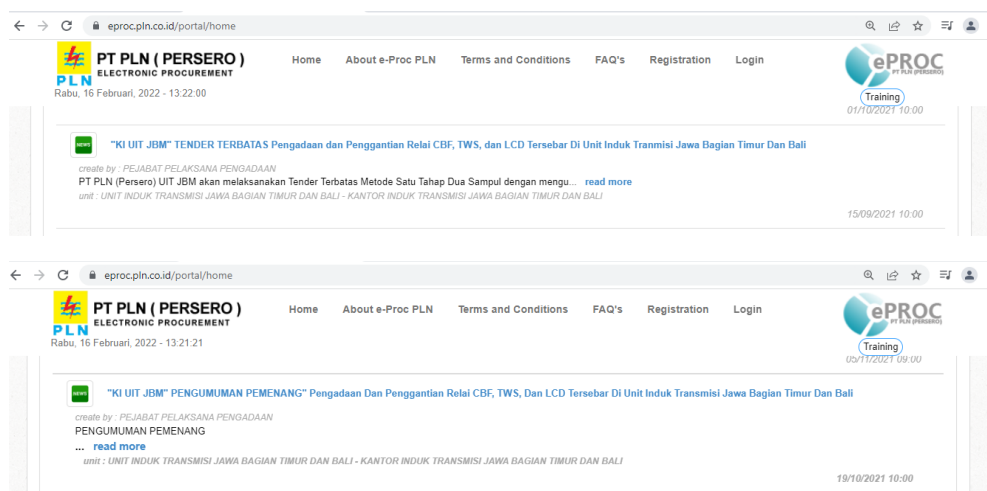 eproc.pln.co.id/portal/home
PT PLN ( PERSERO )
ELECTRONIC PROCUREMENT
PLN
Home About e-Proc PLN Terms and Conditions FAQ's Registration Login
ePROC
PT PLN (PERSERO)
Training
Rabu, 16 Februari, 2022 - 13:22:00
01/10/2021 10:00
NEWS
"KI UIT JBM" TENDER TERBATAS Pengadaan dan Penggantian Relai CBF, TWS, dan LCD Tersebar Di Unit Induk Tranmisi Jawa Bagian Timur Dan Bali
create by : PEJABAT PELAKSANA PENGADAAN
PT PLN (Persero) UIT JBM akan melaksanakan Tender Terbatas Metode Satu Tahap Dua Sampul dengan mengu... read more
unit : UNIT INDUK TRANSMISI JAWA BAGIAN TIMUR DAN BALI - KANTOR INDUK TRANSMISI JAWA BAGIAN TIMUR DAN BALI
15/09/2021 10:00
eproc.pln.co.id/portal/home
PT PLN ( PERSERO )
ELECTRONIC PROCUREMENT
PLN
Home About e-Proc PLN Terms and Conditions FAQ's Registration Login
ePROC
PT PLN (PERSERO)
Training
Rabu, 16 Februari, 2022 - 13:21:21
05/11/2021 09:00
NEWS
"KI UIT JBM" PENGUMUMAN PEMENANG" Pengadaan Dan Penggantian Relai CBF, TWS, Dan LCD Tersebar Di Unit Induk Transmisi Jawa Bagian Timur Dan Bali
create by : PEJABAT PELAKSANA PENGADAAN
PENGUMUMAN PEMENANG
... read more
unit : UNIT INDUK TRANSMISI JAWA BAGIAN TIMUR DAN BALI - KANTOR INDUK TRANSMISI JAWA BAGIAN TIMUR DAN BALI
19/10/2021 10:00